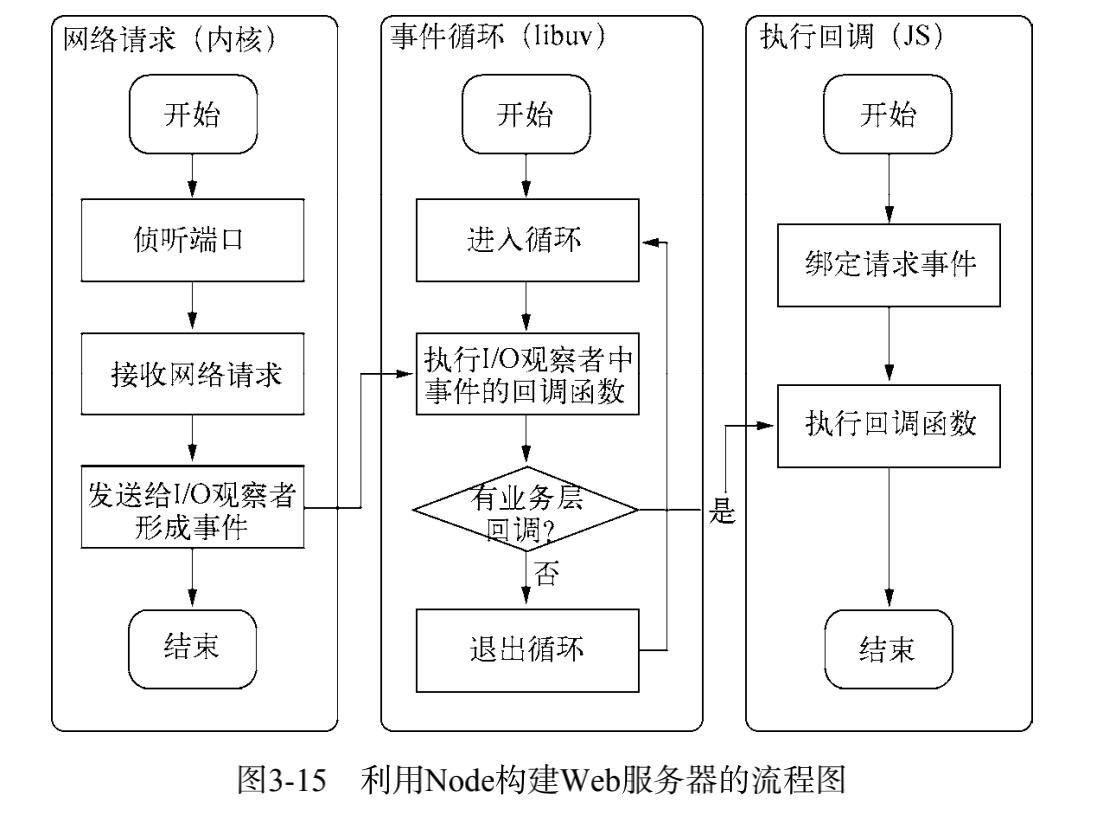 网络请求（内核）
开始
侦听端口
接收网络请求
发送给I/O观察者
形成事件
结束
事件循环（libuv）
开始
进入循环
执行I/O观察者中
事件的回调函数
有业务层
回调?
是
否
退出循环
执行回调（JS）
开始
绑定请求事件
执行回调函数
结束
图3-15 利用Node构建Web服务器的流程图